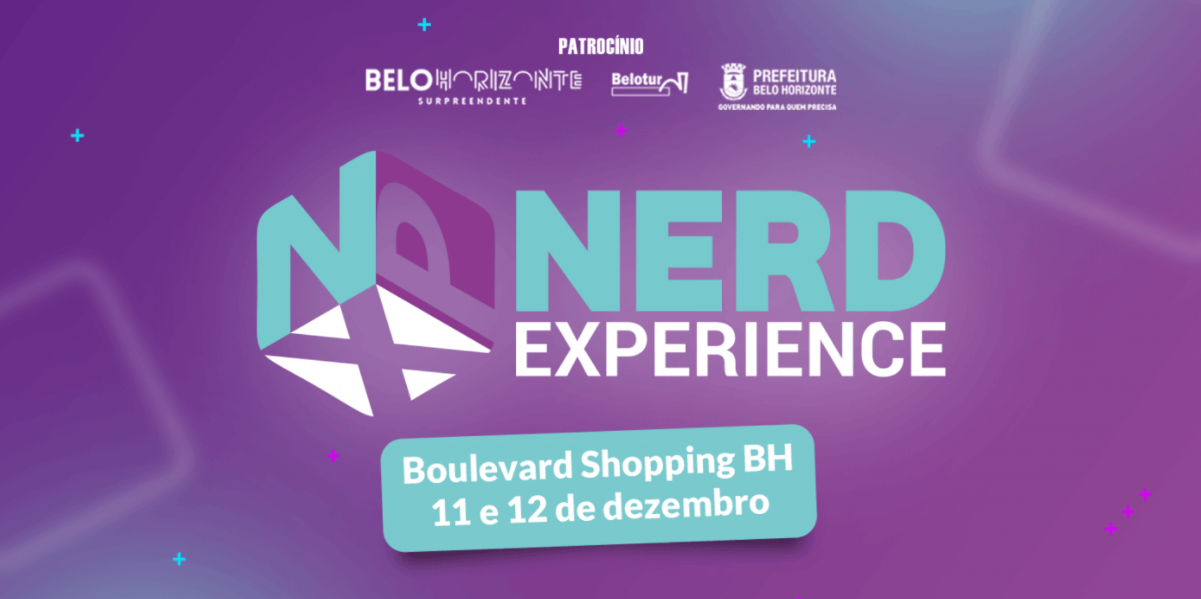 PATROCÍNIO
BELO HORIZONTE
SURPREENDENTE
Belotur
PREFEITURA
BELO HORIZONTE
GOVERNANDO PARA QUEM PRECISA
NXP
NERD
EXPERIENCE
Boulevard Shopping BH
11 e 12 de dezembro